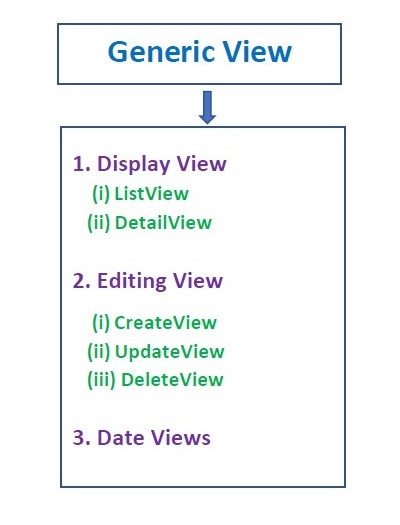 Generic View
1. Display View
(i) ListView
(ii) DetailView
2. Editing View
(i) CreateView
(ii) UpdateView
(iii) DeleteView
3. Date Views